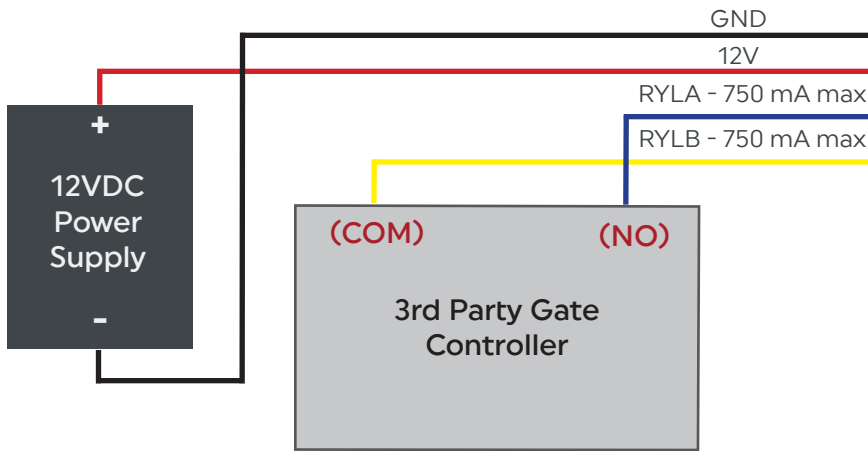 GND
12V
RYLA - 750 mA max
RYLB - 750 mA max
+
12VDC
Power
Supply
-
(COM)
(NO)
3rd Party Gate
Controller